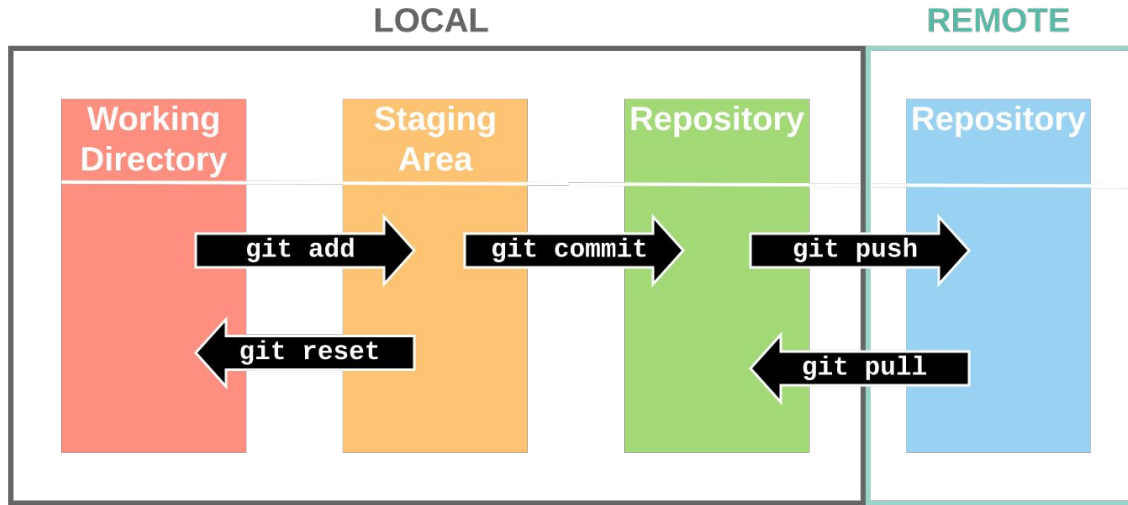 LOCAL
REMOTE
Working
Directory
Staging
Area
Repository
Repository
git add
git commit
git push
git reset
git pull